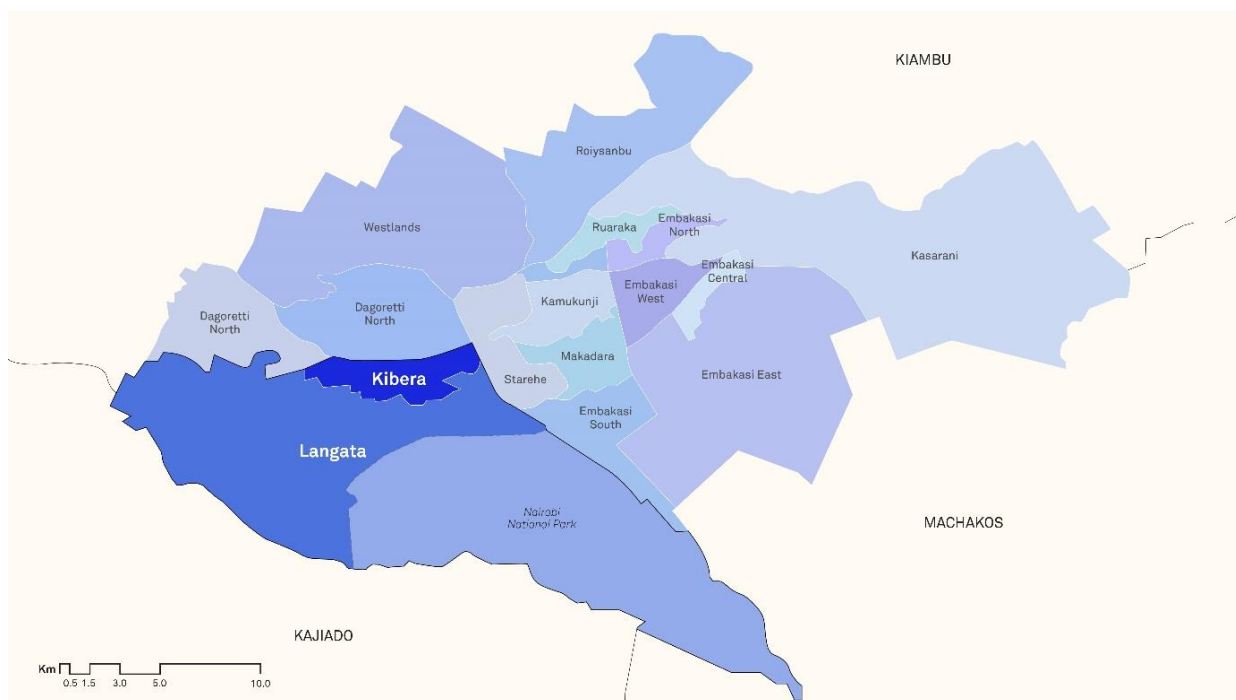 KIAMBU
Roiysanbu
Westlands
Ruaraka
Embakasi
North
Kasarani
Embakasi
Central
Embakasi
West
Kamukunji
Dagoretti
North
Dagoretti
North
Makadara
Embakasi East
Kibera
Starehe
Embakasi
South
Langata
Nairobi
National Park
MACHAKOS
KAJIADO
Km
0.5 1.5 3.0 5.0 10.0